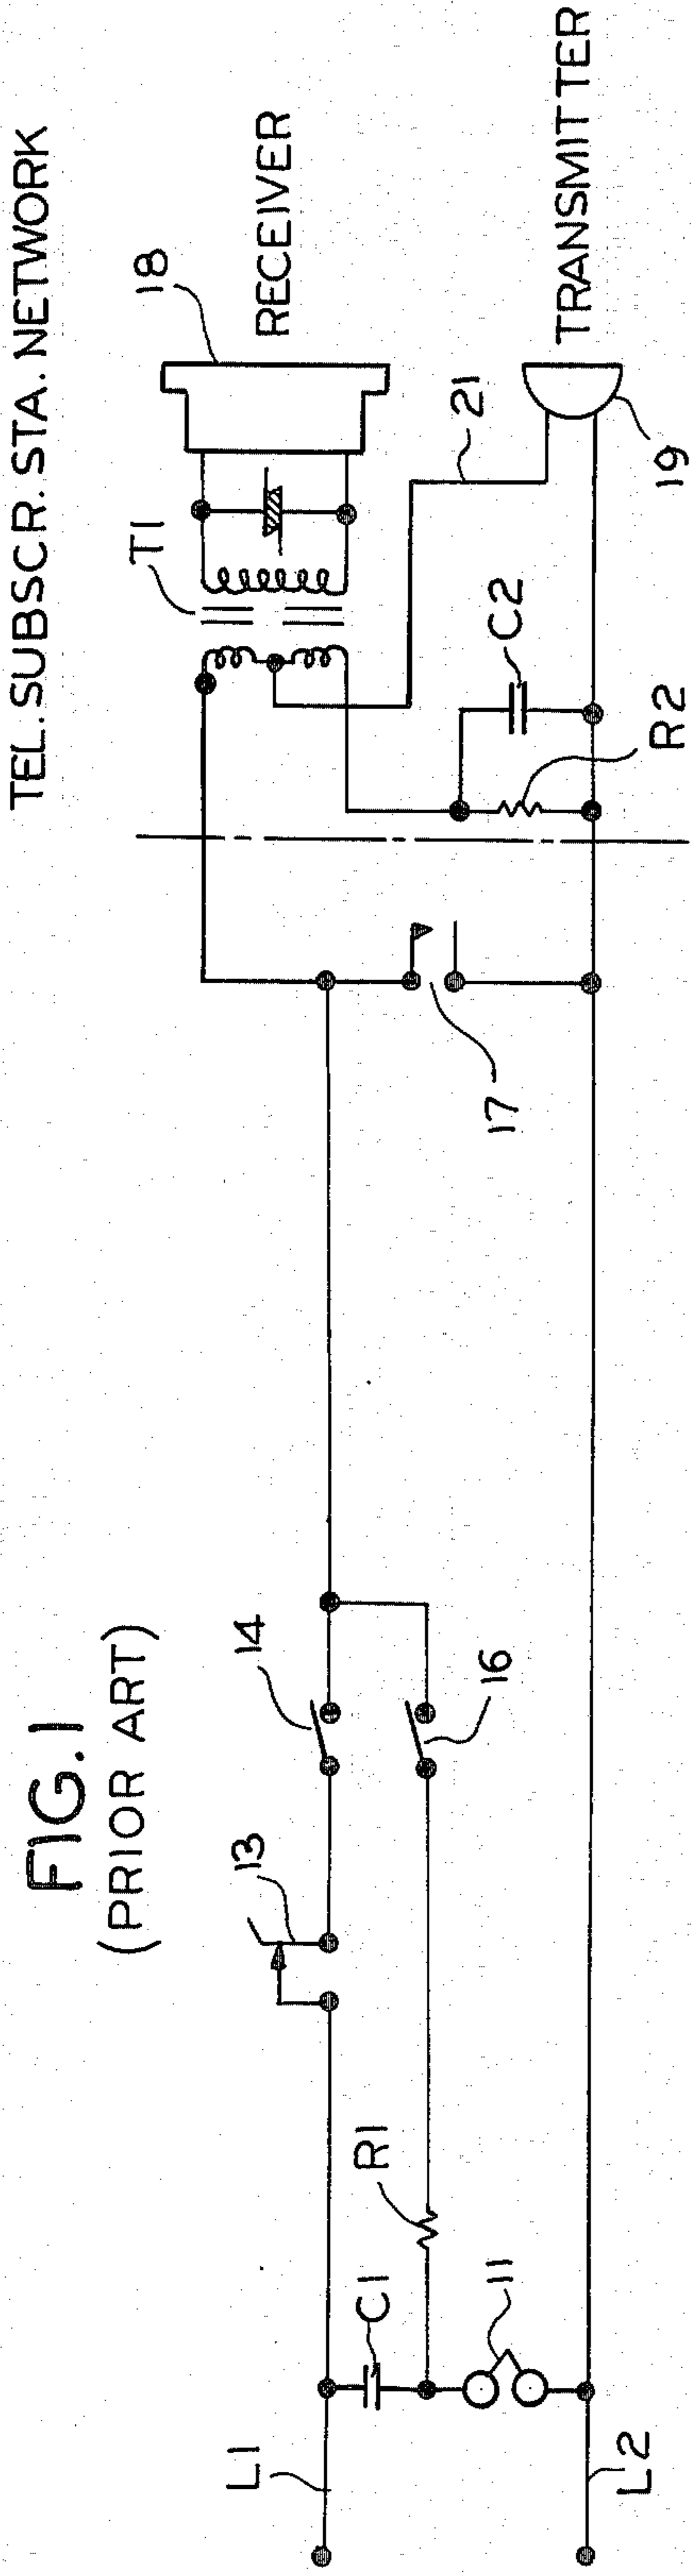 TEL. SUBSCR. STA. NETWORK
FIG. 1
(PRIOR ART)
L1
C1
R1
11
L2
13
14
16
17
T1
18
RECEIVER
21
C2
R2
19
TRANSMITTER